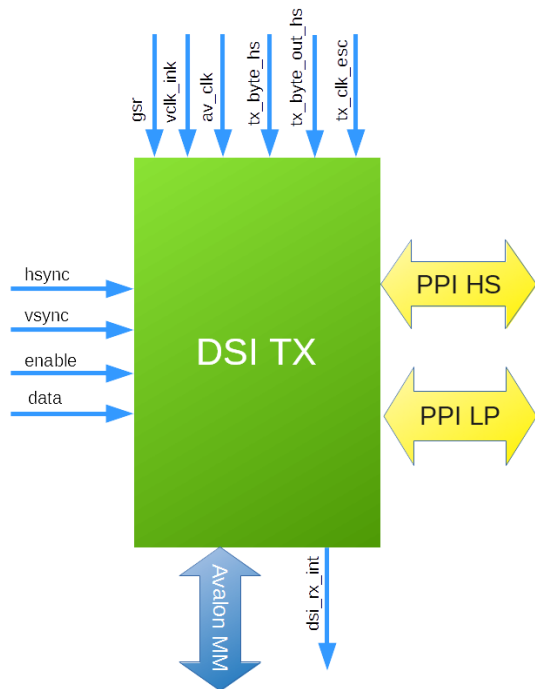 gsr
vclk_ink
av_clk
tx_byte_hs
tx_byte_out_hs
tx_clk_esc
hsync
vsync
enable
data
DSI TX
PPI HS
PPI LP
Avalon MM
dsi_rx_int